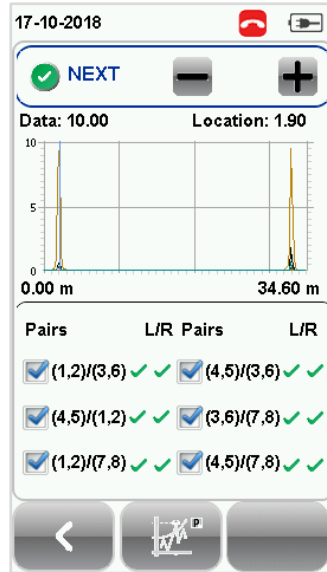 17-10-2018
NEXT
Data: 10.00 Location: 1.90
10
5
0
0.00 m 34.60 m
Pairs L/R Pairs L/R
(1,2)/(3,6) (4,5)/(3,6)
(4,5)/(1,2) (3,6)/(7,8)
(1,2)/(7,8) (4,5)/(7,8)
P